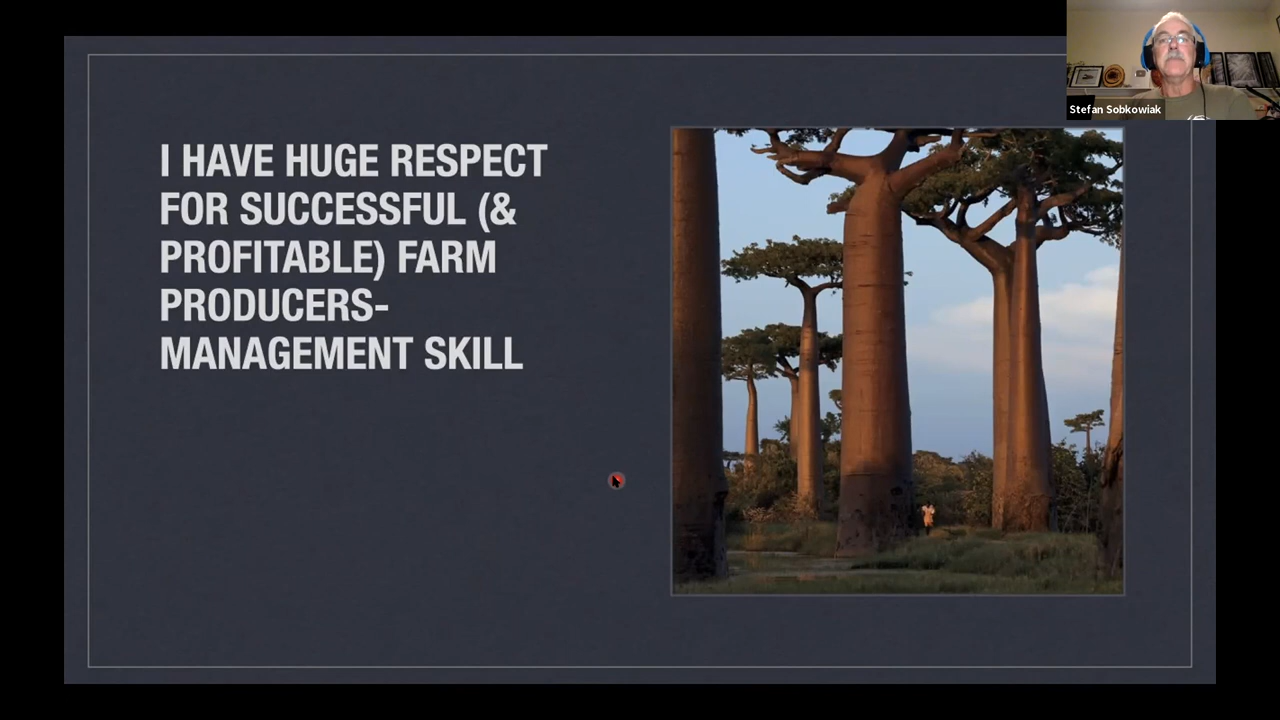 I HAVE HUGE RESPECT
FOR SUCCESSFUL (&
PROFITABLE) FARM
PRODUCERS-
MANAGEMENT SKILL
Stefan Sobkowiak